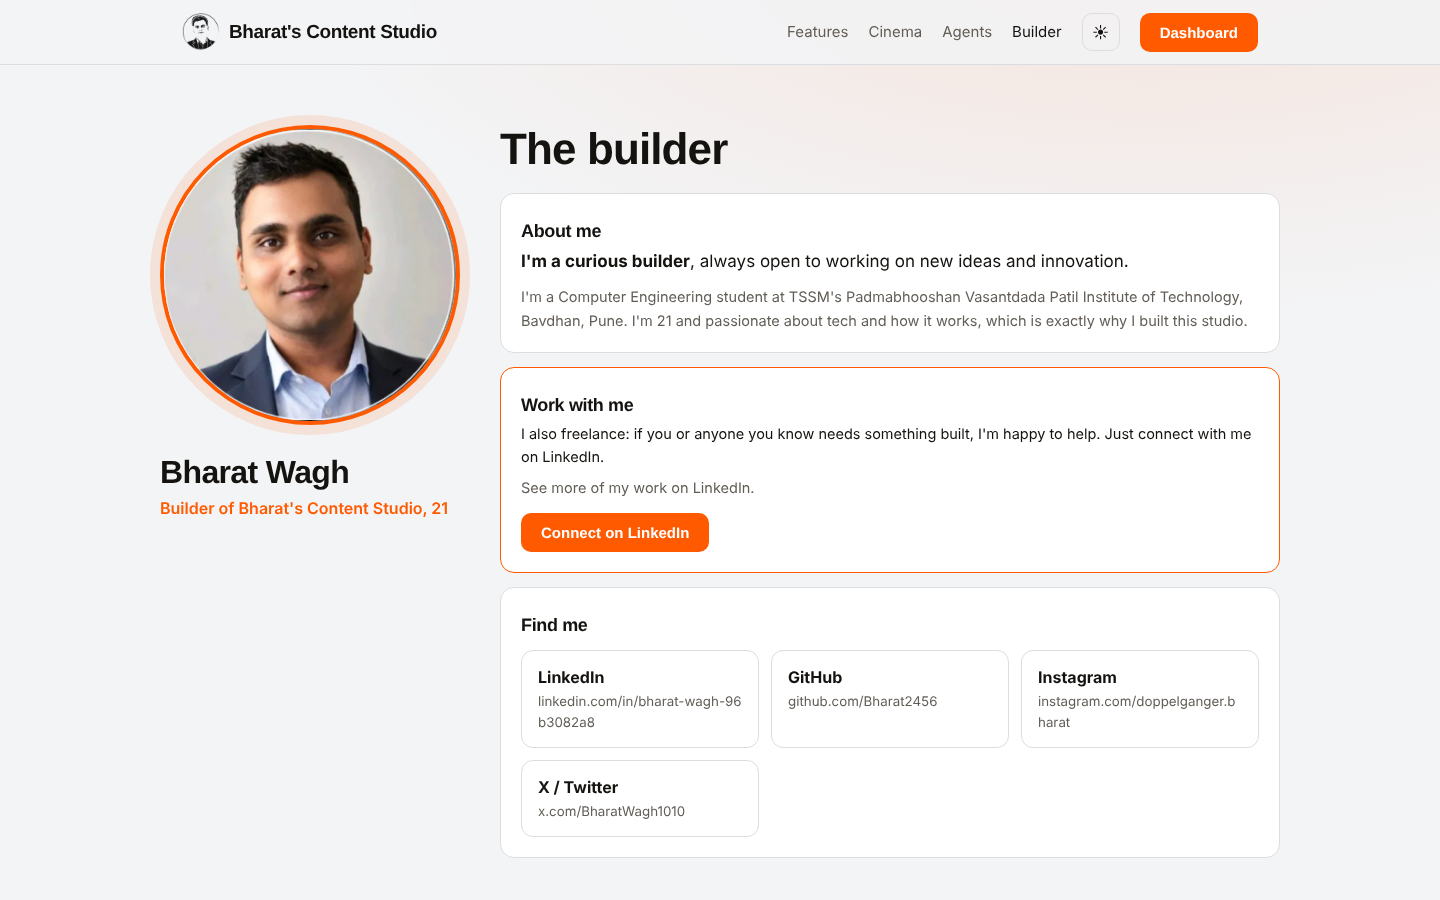 Bharat's Content Studio
Features
Cinema
Agents
Builder
Dashboard
Bharat Wagh
Builder of Bharat's Content Studio, 21
The builder
About me
I'm a curious builder, always open to working on new ideas and innovation.
I'm a Computer Engineering student at TSSM's Padmabhooshan Vasantdada Patil Institute of Technology,
Bavdhan, Pune. I'm 21 and passionate about tech and how it works, which is exactly why I built this studio.
Work with me
I also freelance: if you or anyone you know needs something built, I'm happy to help. Just connect with me
on LinkedIn.
See more of my work on LinkedIn.
Connect on LinkedIn
Find me
LinkedIn
linkedin.com/in/bharat-wagh-96
b3082a8
GitHub
github.com/Bharat2456
Instagram
instagram.com/doppelganger.b
harat
X / Twitter
x.com/BharatWagh1010